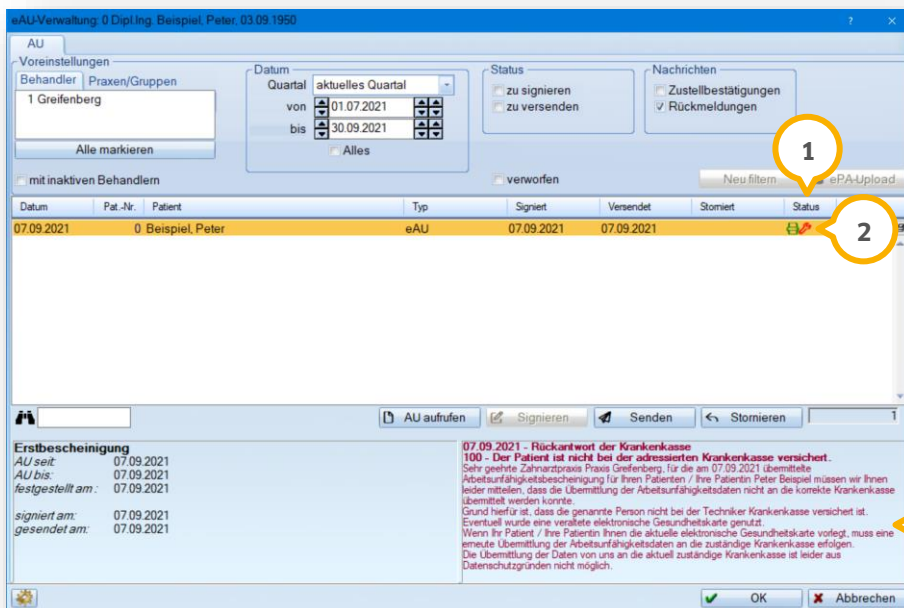 eAU-Verwaltung: 0 Dipl.Ing. Beispiel, Peter, 03.09.1950
AU
Voreinstellungen
Behandler Praxen/Gruppen
1 Greifenberg
Alle markieren
mit inaktiven Behandlern
Datum
Quartal aktuelles Quartal
von 01.07.2021
bis 30.09.2021
Alles
Status
zu signieren
zu versenden
verworfen
Nachrichten
Zustellbestätigungen
Rückmeldungen
1
Neu filtern ePA-Upload
Datum Pat.-Nr. Patient Typ Signiert Versendet Storniert Status
07.09.2021 0 Beispiel, Peter eAU 07.09.2021 07.09.2021
2
AU aufrufen Signieren Senden Stornieren 1
Erstbescheinigung
AU seit: 07.09.2021
AU bis: 07.09.2021
festgestellt am: 07.09.2021
signiert am: 07.09.2021
gesendet am: 07.09.2021
07.09.2021 - Rückantwort der Krankenkasse
100 - Der Patient ist nicht bei der adressierten Krankenkasse versichert.
Sehr geehrte Zahnarztpraxis Praxis Greifenberg, für die am 07.09.2021 übermittelte
Arbeitsunfähigkeitsbescheinigung für Ihren Patienten / Ihre Patientin Peter Beispiel müssen wir Ihnen
leider mitteilen, dass die Übermittlung der Arbeitsunfähigkeitsdaten nicht an die korrekte Krankenkasse
übermittelt werden konnte.
Grund hierfür ist, dass die genannte Person nicht bei der Techniker Krankenkasse versichert ist.
Eventuell wurde eine veraltete elektronische Gesundheitskarte genutzt.
Wenn Ihr Patient / Ihre Patientin Ihnen die aktuelle elektronische Gesundheitskarte vorlegt, muss eine
erneute Übermittlung der Arbeitsunfähigkeitsdaten an die zuständige Krankenkasse erfolgen.
Die Übermittlung der Daten von uns an die aktuell zuständige Krankenkasse ist leider aus
Datenschutzgründen nicht möglich.
OK Abbrechen